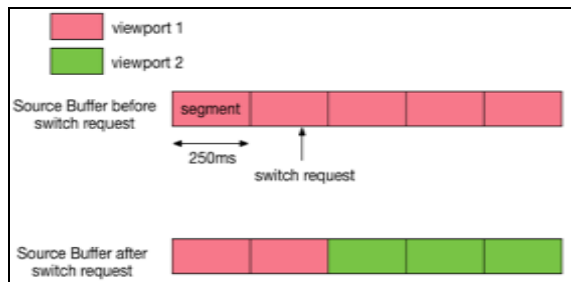 viewport 1
viewport 2
Source Buffer before
switch request
segment
250ms
switch request
Source Buffer after
switch request